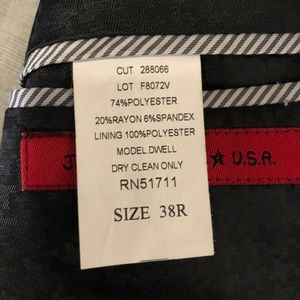 CUT 288066
LOT F8072V
74%POLYESTER
20%RAYON 6%SPANDEX
LINING 100%POLYESTER
MODEL.DWELL
DRY CLEAN ONLY
RN51711
SIZE 38R
★ U.S.A.